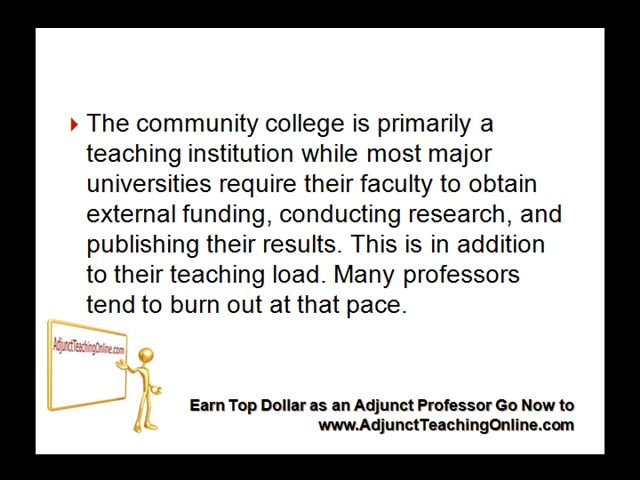 The community college is primarily a
teaching institution while most major
universities require their faculty to obtain
external funding, conducting research, and
publishing their results. This is in addition
to their teaching load. Many professors
tend to burn out at that pace.
AdjunctTeachingOnline.com
Earn Top Dollar as an Adjunct Professor Go Now to
www.AdjunctTeachingOnline.com